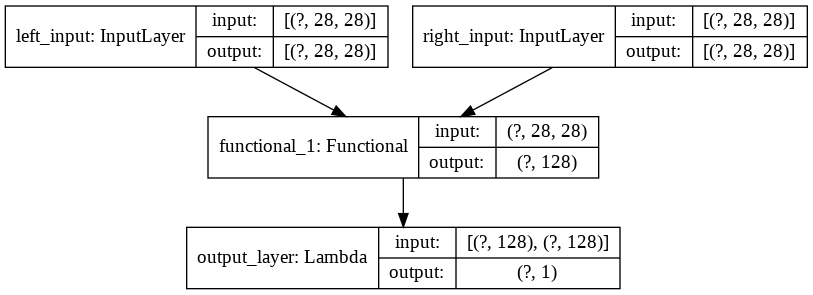 left_input: InputLayer
input:
[(?, 28, 28)]
output:
[(?, 28, 28)]
right_input: InputLayer
input:
[(?, 28, 28)]
output:
[(?, 28, 28)]
functional_1: Functional
input:
(?, 28, 28)
output:
(?, 128)
output_layer: Lambda
input:
[(?, 128), (?, 128)]
output:
(?, 1)